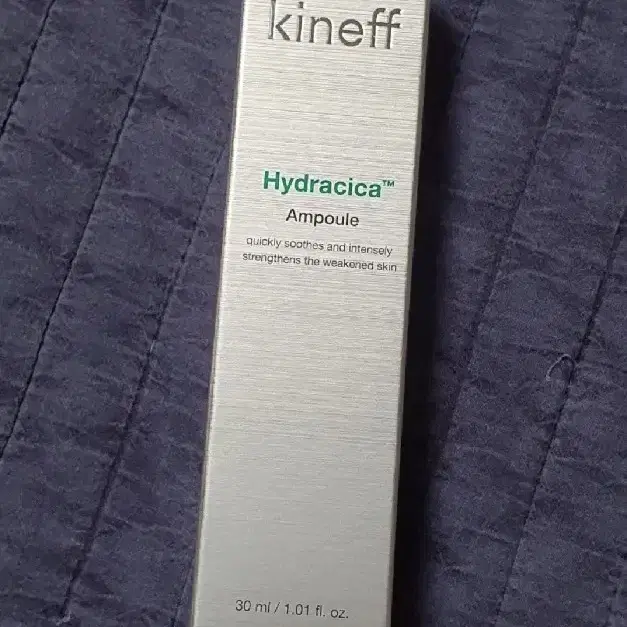 kineff
Hydracica™
Ampoule
quickly soothes and intensely
strengthens the weakened skin
30 ml / 1.01 fl. oz.